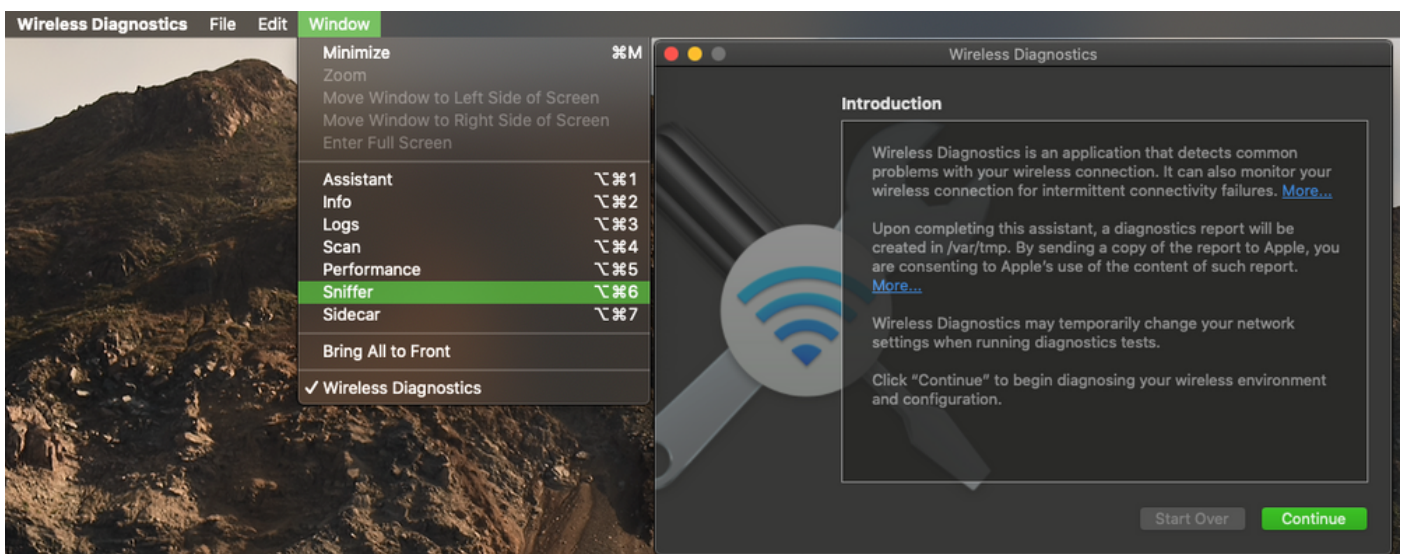 Wireless Diagnostics File Edit Window
Minimize ⌘M
Zoom
Move Window to Left Side of Screen
Move Window to Right Side of Screen
Enter Full Screen
Assistant ⌥⌘1
Info ⌥⌘2
Logs ⌥⌘3
Scan ⌥⌘4
Performance ⌥⌘5
Sniffer ⌥⌘6
Sidecar ⌥⌘7
Bring All to Front
✓ Wireless Diagnostics
Wireless Diagnostics
Introduction
Wireless Diagnostics is an application that detects common
problems with your wireless connection. It can also monitor your
wireless connection for intermittent connectivity failures. More...
Upon completing this assistant, a diagnostics report will be
created in /var/tmp. By sending a copy of the report to Apple, you
are consenting to Apple's use of the content of such report.
More...
Wireless Diagnostics may temporarily change your network
settings when running diagnostics tests.
Click “Continue” to begin diagnosing your wireless environment
and configuration.
Start Over Continue